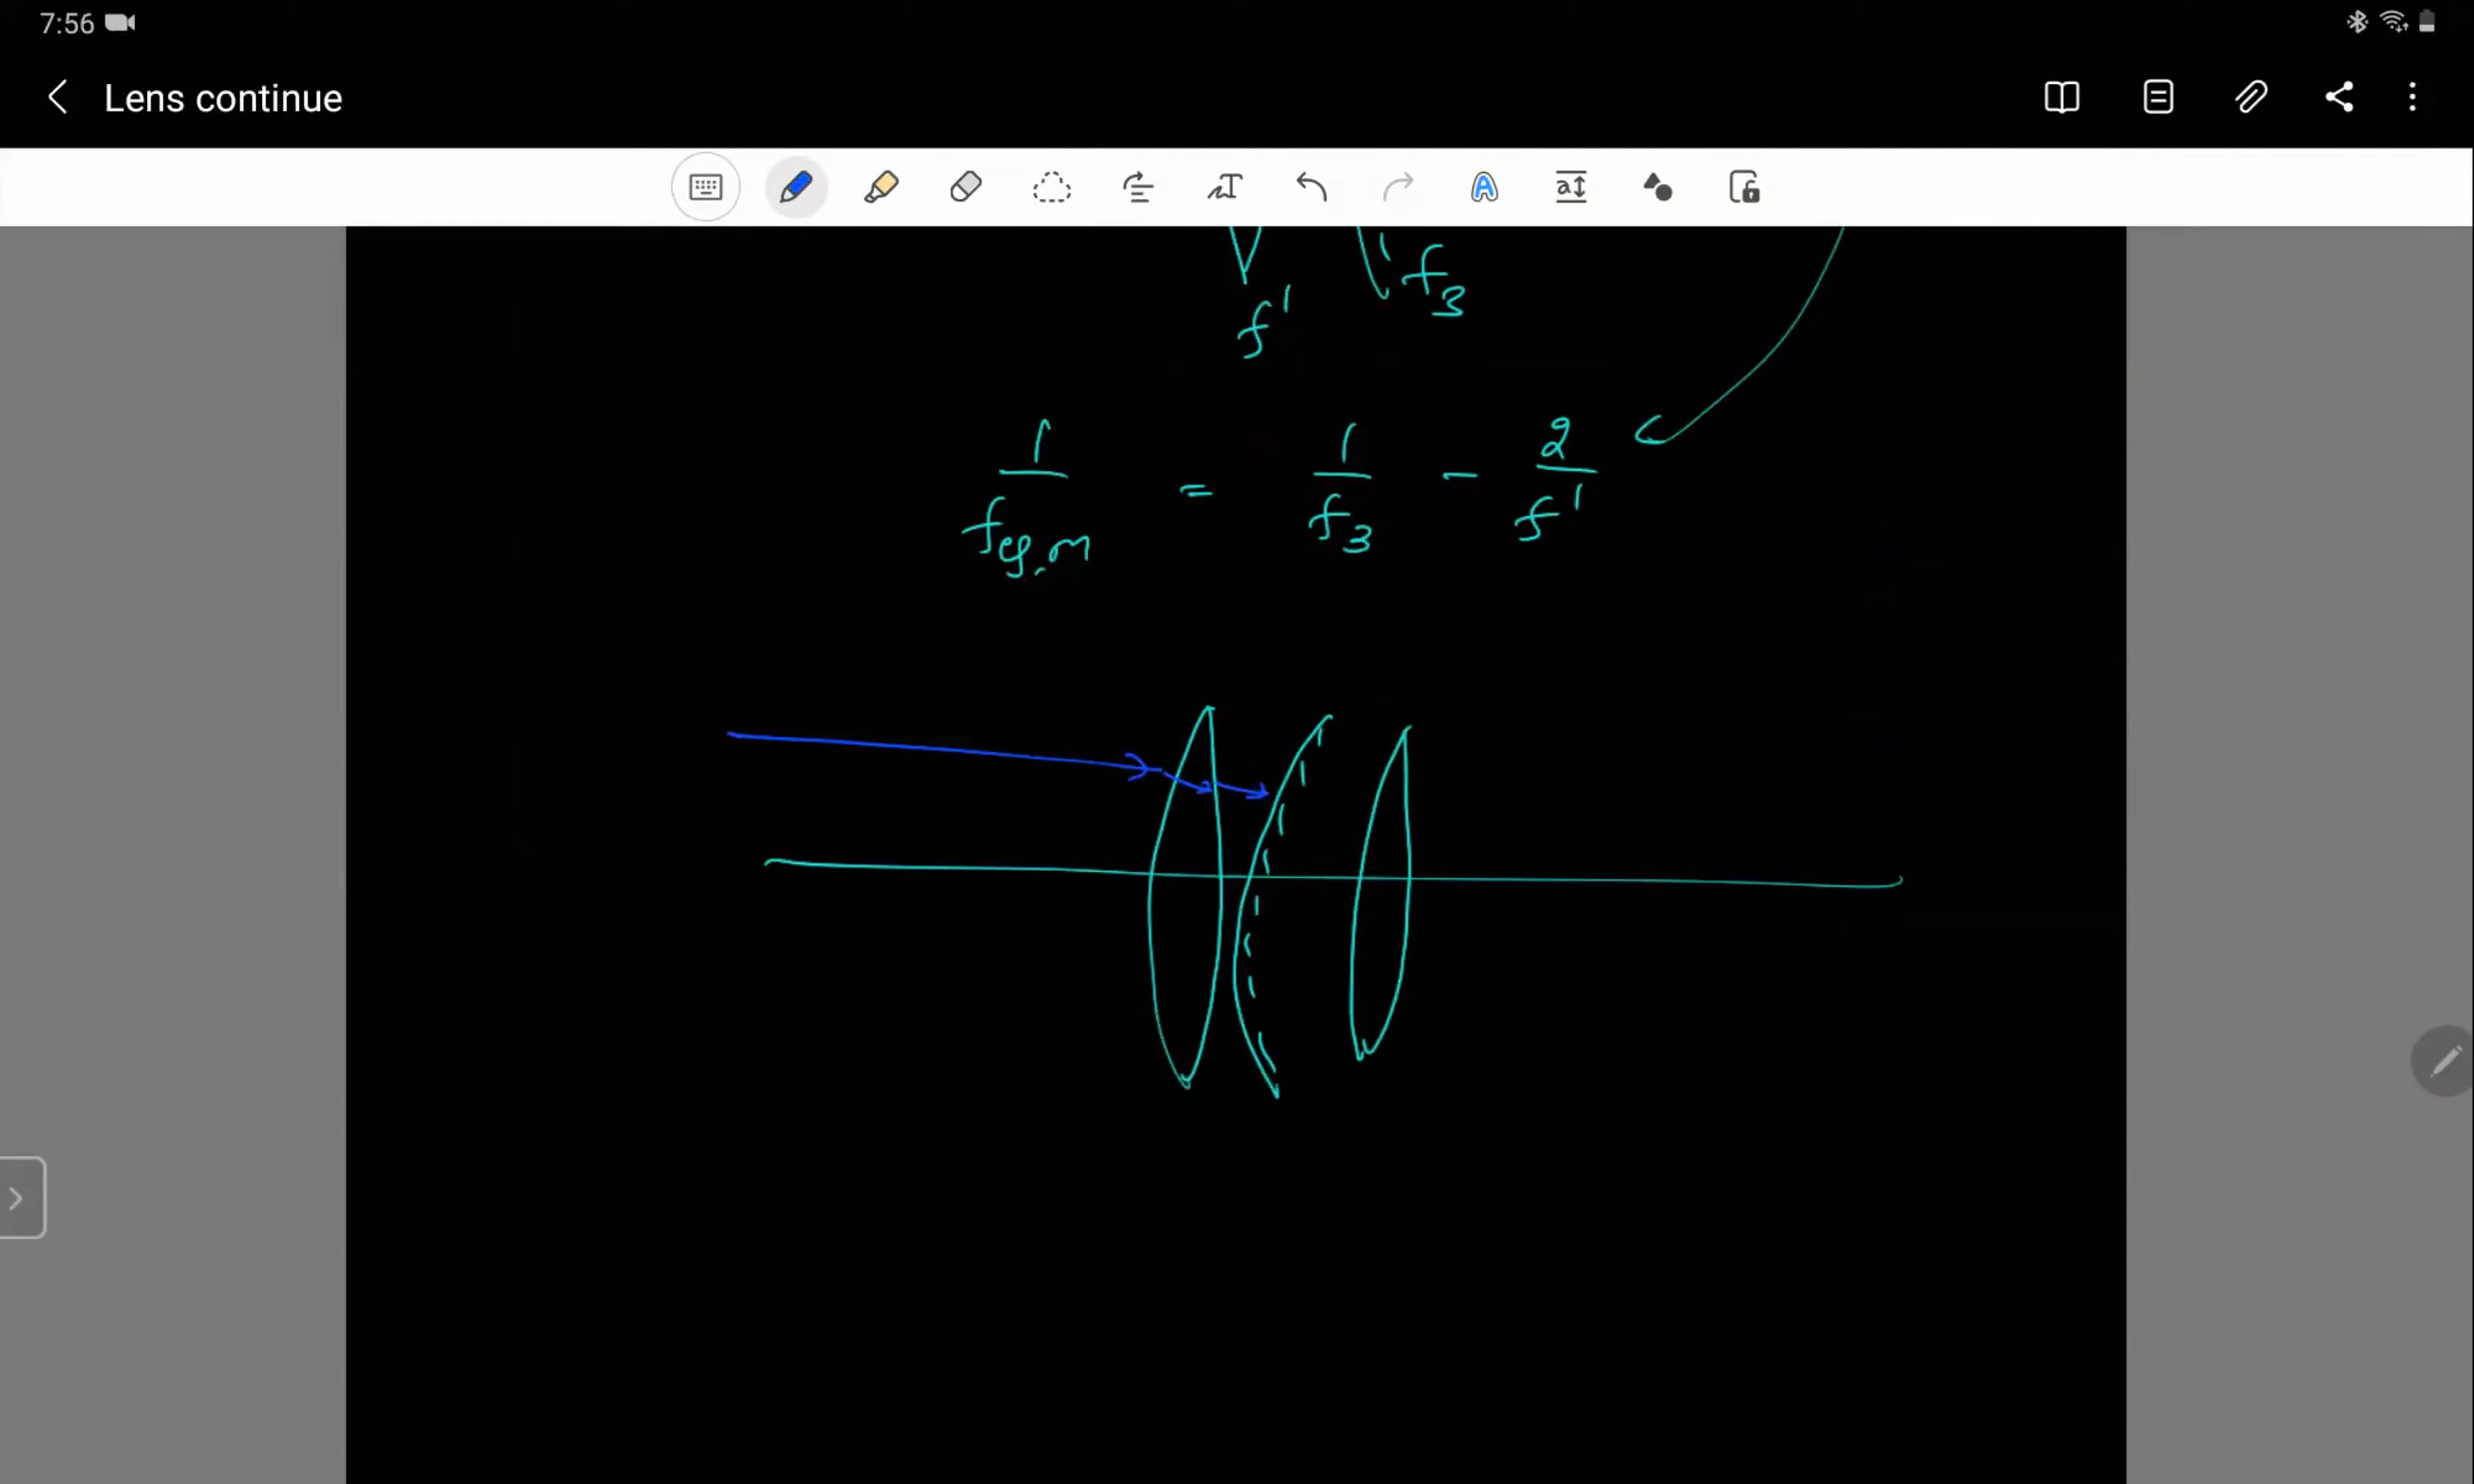 7:56
Lens continue
f₃
f'
1/f_eq,m = 1/f₃ - 2/f'